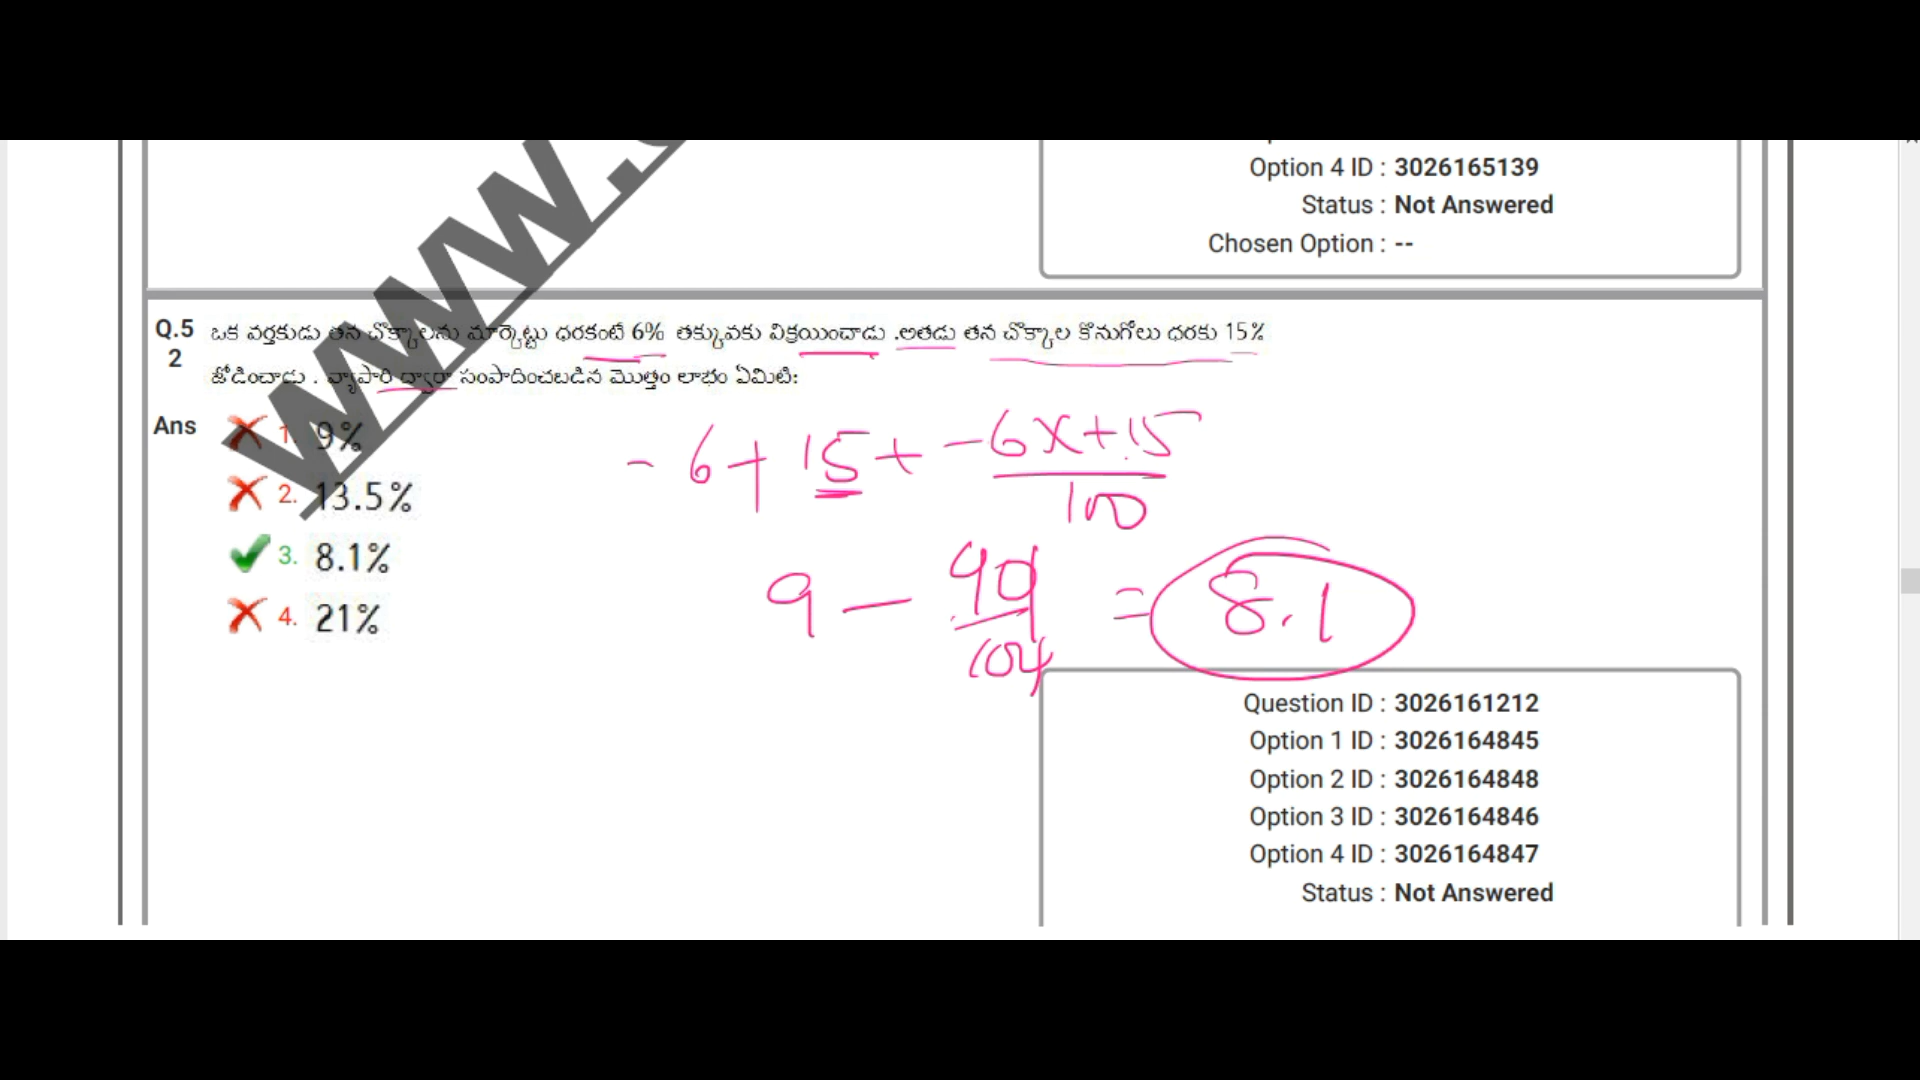 Option 4 ID : 3026165139
Status : Not Answered
Chosen Option : --
www.
Q.5 ఒక వర్తకుడు తన చొక్కాలను మార్కెట్టు ధరకంటే 6% తక్కువకు విక్రయించాడు .అతడు తన చొక్కాల కొనుగోలు ధరకు 15%
2 జోడించాడు . వ్యాపారి ద్వారా సంపాదించబడిన మొత్తం లాభం ఏమిటి:
Ans 1. 9%
2. 13.5%
3. 8.1%
4. 21%
- 6 + 15 + -6x+15
100
9 - 90 = 8.1
100
Question ID : 3026161212
Option 1 ID : 3026164845
Option 2 ID : 3026164848
Option 3 ID : 3026164846
Option 4 ID : 3026164847
Status : Not Answered